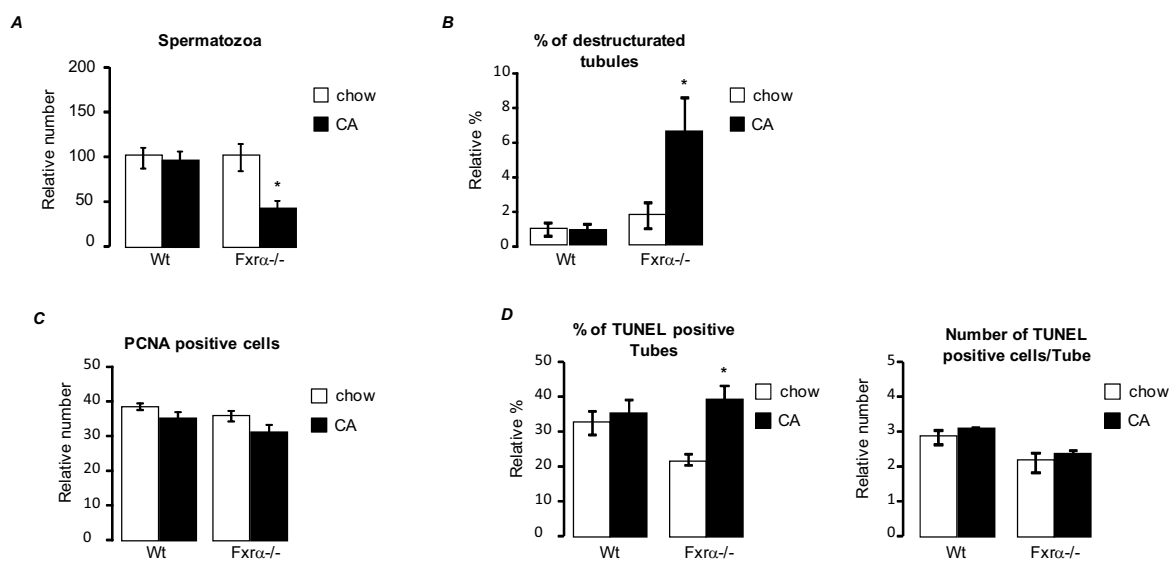 A
Spermatozoa
Relative number
200
150
100
50
0
Wt
Fxrα-/-
*
chow
CA
B
% of destructurated
tubules
Relative %
10
8
6
4
2
0
Wt
Fxrα-/-
*
chow
CA
C
PCNA positive cells
Relative number
50
40
30
20
10
0
Wt
Fxrα-/-
chow
CA
D
% of TUNEL positive
Tubes
Relative %
50
40
30
20
10
0
Wt
Fxrα-/-
*
chow
CA
Number of TUNEL
positive cells/Tube
Relative number
5
4
3
2
1
0
Wt
Fxrα-/-
chow
CA